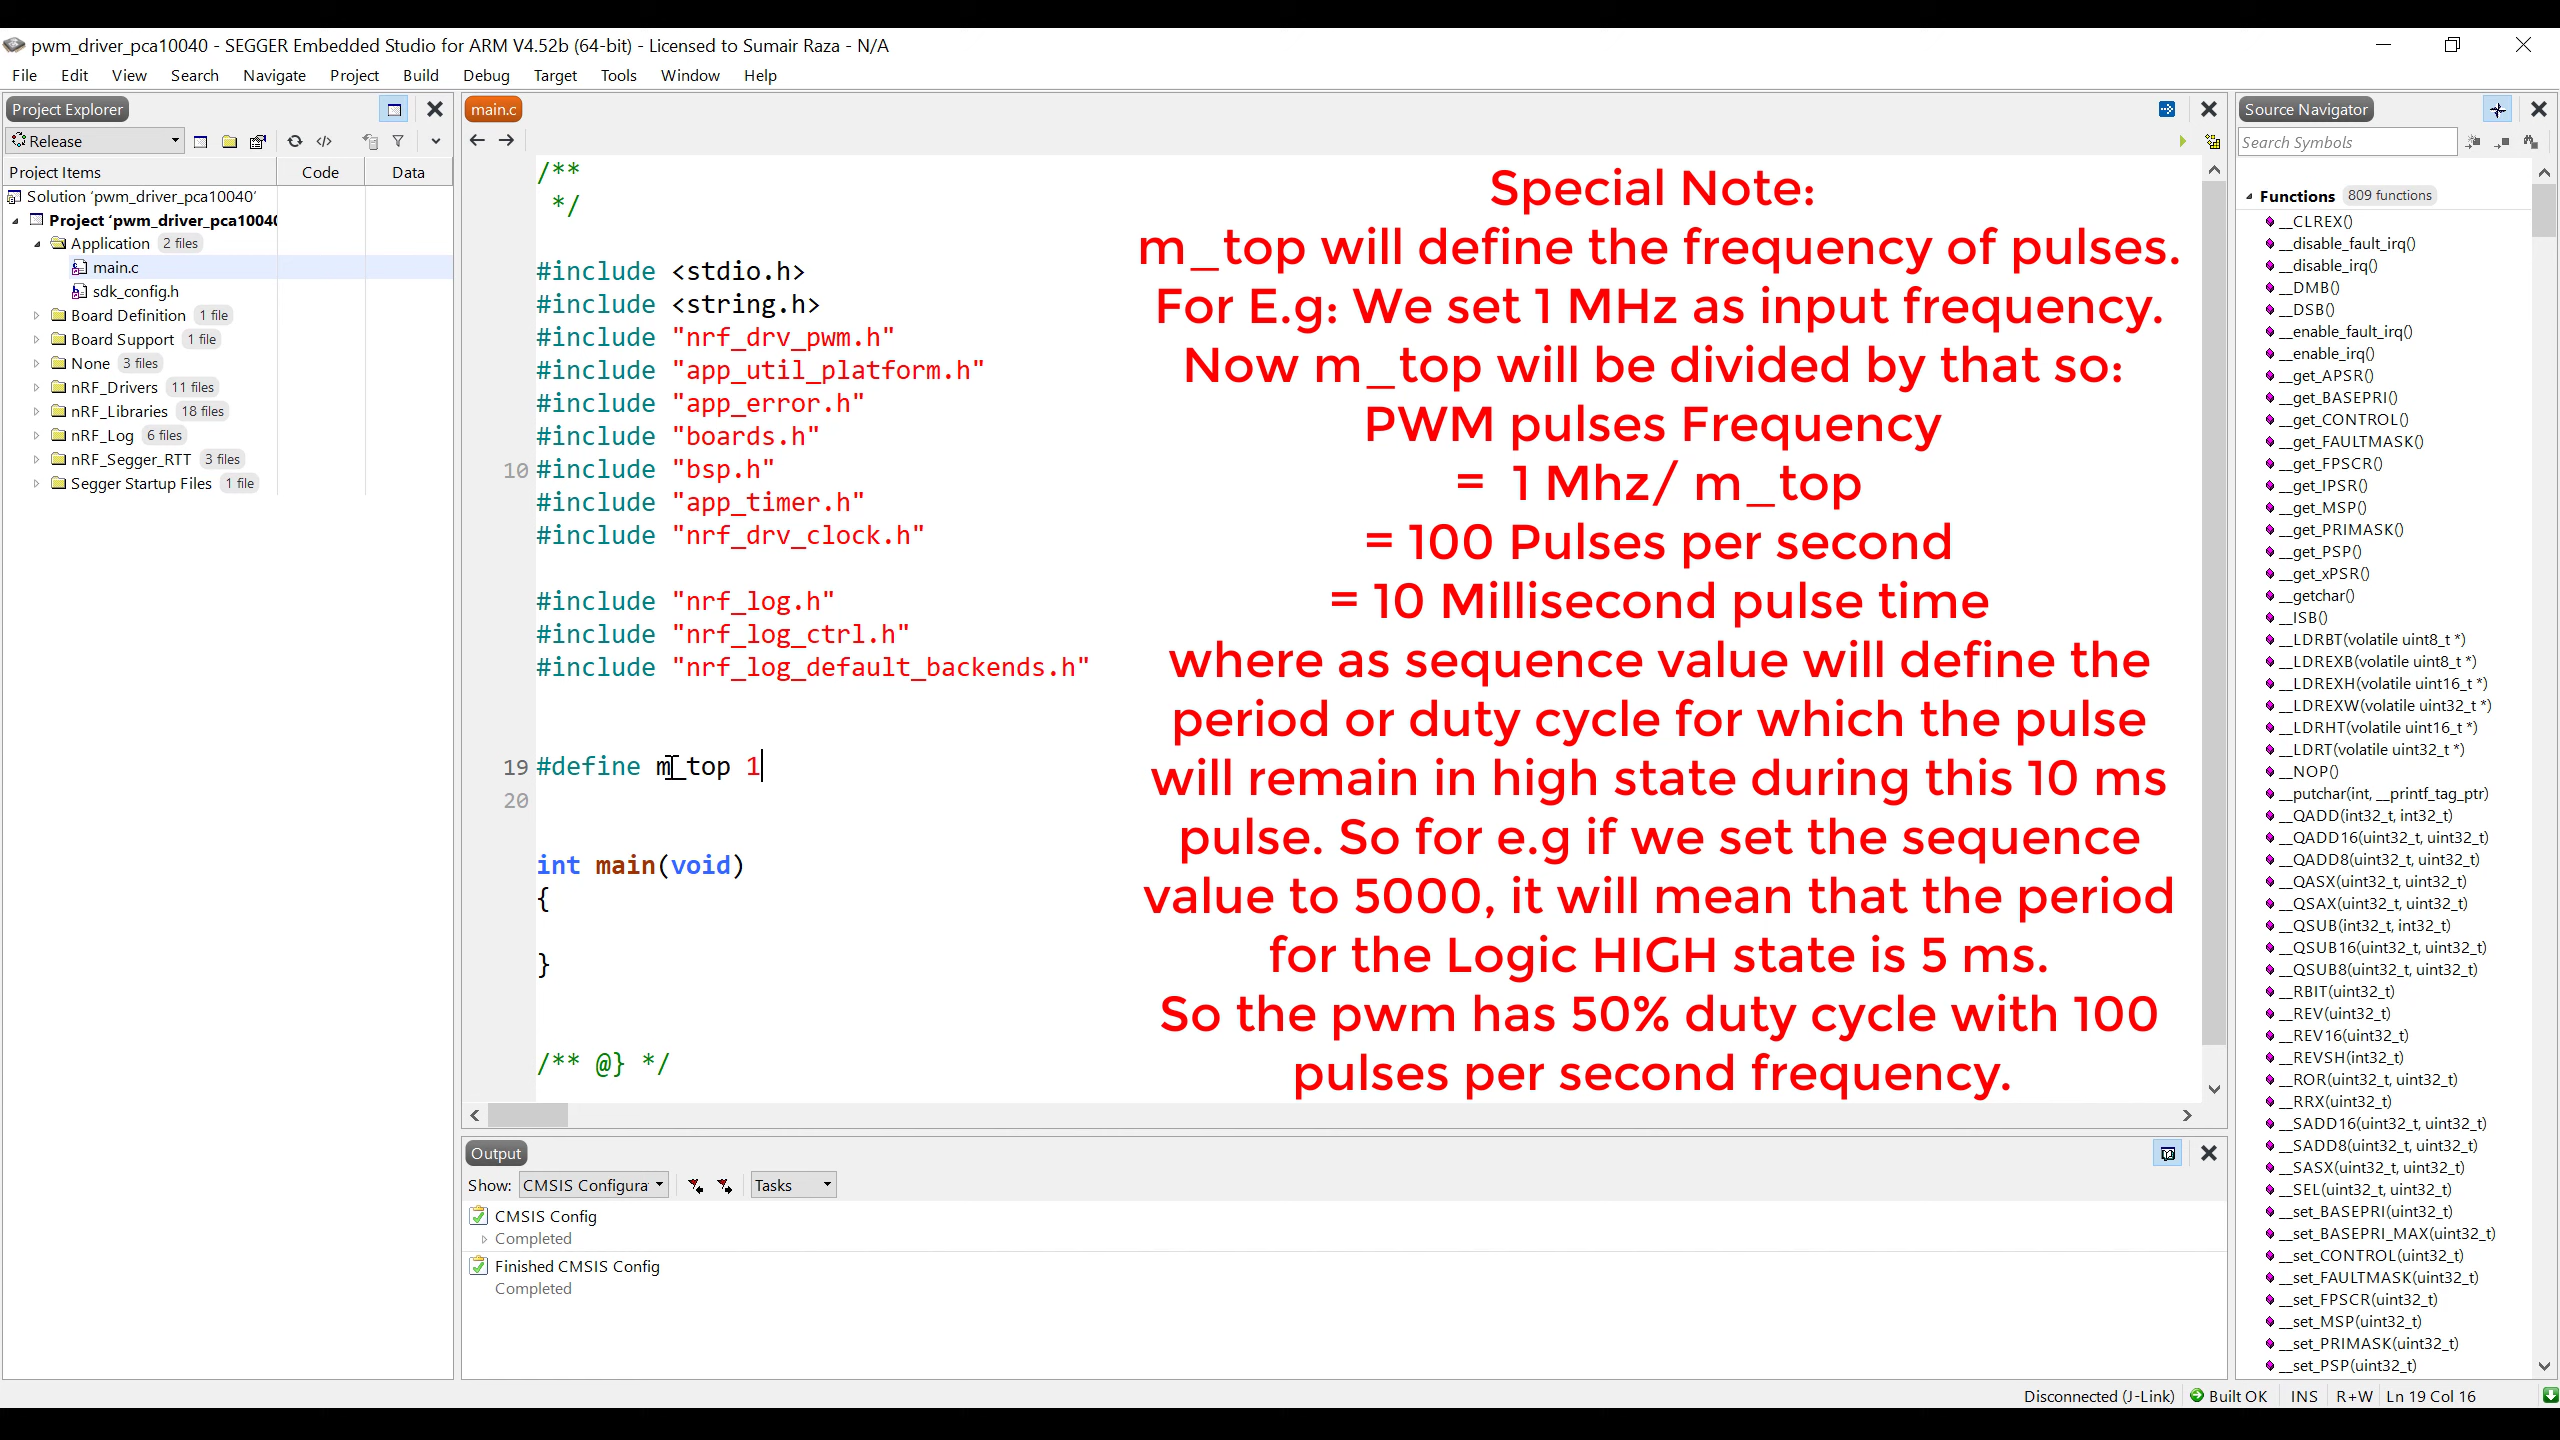 pwm_driver_pca10040 - SEGGER Embedded Studio for ARM V4.52b (64-bit) - Licensed to Sumair Raza - N/A
File Edit View Search Navigate Project Build Debug Target Tools Window Help
Project Explorer
Release
Project Items Code Data
Solution 'pwm_driver_pca10040'
Project 'pwm_driver_pca10040
Application 2 files
main.c
sdk_config.h
Board Definition 1 file
Board Support 1 file
None 3 files
nRF_Drivers 11 files
nRF_Libraries 18 files
nRF_Log 6 files
nRF_Segger_RTT 3 files
Segger Startup Files 1 file
main.c
/**
*/
#include <stdio.h>
#include <string.h>
#include "nrf_drv_pwm.h"
#include "app_util_platform.h"
#include "app_error.h"
#include "boards.h"
10 #include "bsp.h"
#include "app_timer.h"
#include "nrf_drv_clock.h"
#include "nrf_log.h"
#include "nrf_log_ctrl.h"
#include "nrf_log_default_backends.h"
19 #define m_top 1
20
int main(void)
{
}
/** @} */
Special Note:
m_top will define the frequency of pulses.
For E.g: We set 1 MHz as input frequency.
Now m_top will be divided by that so:
PWM pulses Frequency
= 1 Mhz/ m_top
= 100 Pulses per second
= 10 Millisecond pulse time
where as sequence value will define the
period or duty cycle for which the pulse
will remain in high state during this 10 ms
pulse. So for e.g if we set the sequence
value to 5000, it will mean that the period
for the Logic HIGH state is 5 ms.
So the pwm has 50% duty cycle with 100
pulses per second frequency.
Output
Show: CMSIS Configura Tasks
CMSIS Config
Completed
Finished CMSIS Config
Completed
Source Navigator
Search Symbols
Functions 809 functions
__CLREX()
__disable_fault_irq()
__disable_irq()
__DMB()
__DSB()
__enable_fault_irq()
__enable_irq()
__get_APSR()
__get_BASEPRI()
__get_CONTROL()
__get_FAULTMASK()
__get_FPSCR()
__get_IPSR()
__get_MSP()
__get_PRIMASK()
__get_PSP()
__get_xPSR()
__getchar()
__ISB()
__LDRBT(volatile uint8_t *)
__LDREXB(volatile uint8_t *)
__LDREXH(volatile uint16_t *)
__LDREXW(volatile uint32_t *)
__LDRHT(volatile uint16_t *)
__LDRT(volatile uint32_t *)
__NOP()
__putchar(int, __printf_tag_ptr)
__QADD(int32_t, int32_t)
__QADD16(uint32_t, uint32_t)
__QADD8(uint32_t, uint32_t)
__QASX(uint32_t, uint32_t)
__QSAX(uint32_t, uint32_t)
__QSUB(int32_t, int32_t)
__QSUB16(uint32_t, uint32_t)
__QSUB8(uint32_t, uint32_t)
__RBIT(uint32_t)
__REV(uint32_t)
__REV16(uint32_t)
__REVSH(int32_t)
__ROR(uint32_t, uint32_t)
__RRX(uint32_t)
__SADD16(uint32_t, uint32_t)
__SADD8(uint32_t, uint32_t)
__SASX(uint32_t, uint32_t)
__SEL(uint32_t, uint32_t)
__set_BASEPRI(uint32_t)
__set_BASEPRI_MAX(uint32_t)
__set_CONTROL(uint32_t)
__set_FAULTMASK(uint32_t)
__set_FPSCR(uint32_t)
__set_MSP(uint32_t)
__set_PRIMASK(uint32_t)
__set_PSP(uint32_t)
Disconnected (J-Link) Built OK INS R+W Ln 19 Col 16